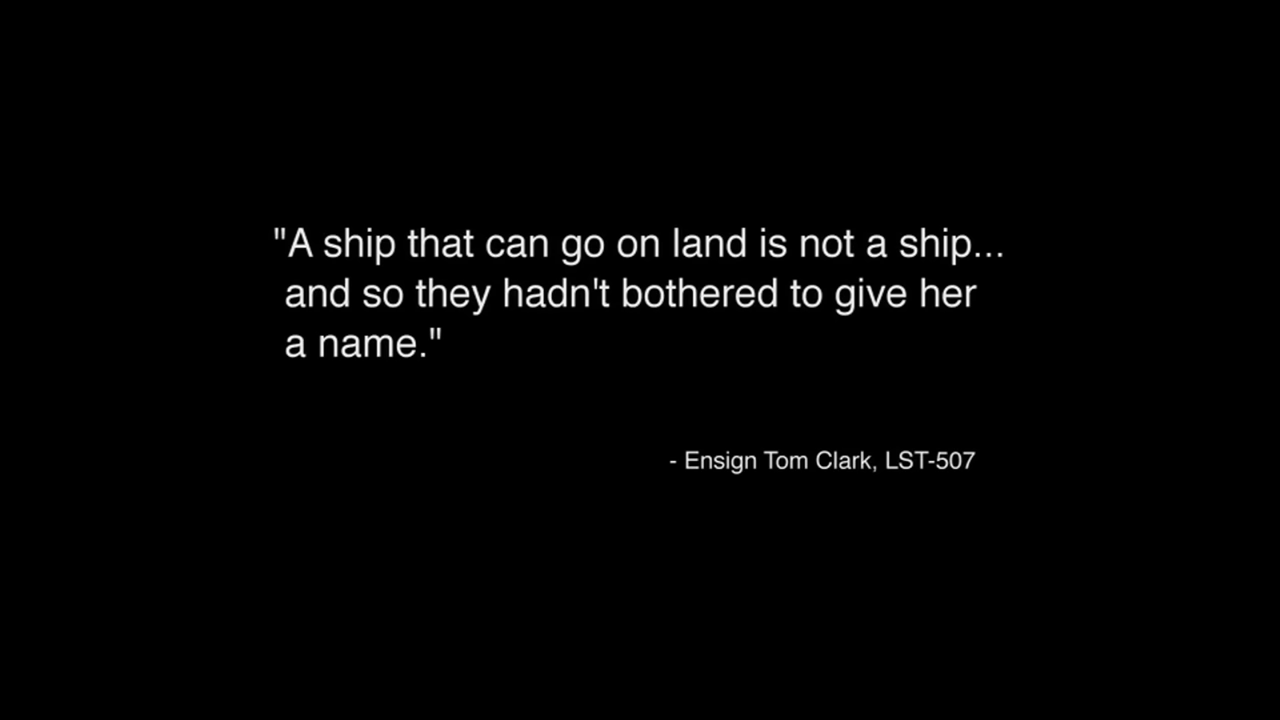 "A ship that can go on land is not a ship...
and so they hadn't bothered to give her
a name."
- Ensign Tom Clark, LST-507